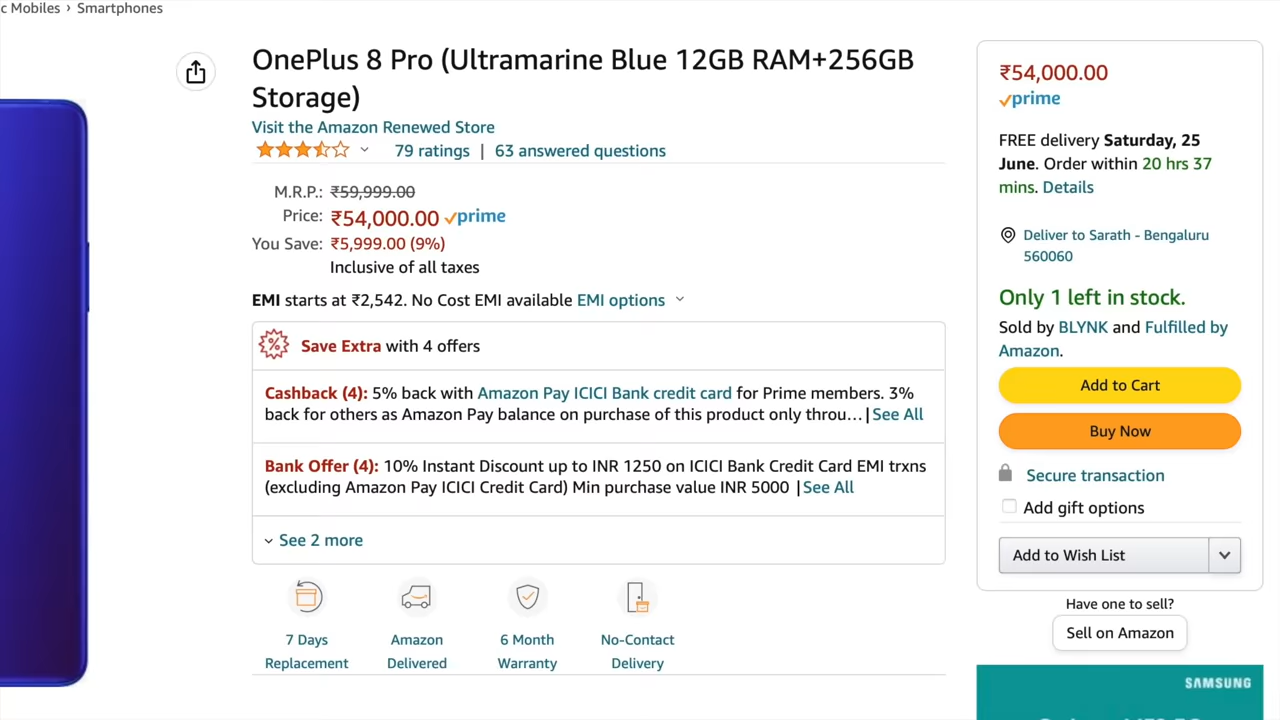 c Mobiles › Smartphones
OnePlus 8 Pro (Ultramarine Blue 12GB RAM+256GB
Storage)
Visit the Amazon Renewed Store
79 ratings | 63 answered questions
M.R.P.: ₹59,999.00
Price: ₹54,000.00 prime
You Save: ₹5,999.00 (9%)
Inclusive of all taxes
EMI starts at ₹2,542. No Cost EMI available EMI options
Save Extra with 4 offers
Cashback (4): 5% back with Amazon Pay ICICI Bank credit card for Prime members. 3%
back for others as Amazon Pay balance on purchase of this product only throu... | See All
Bank Offer (4): 10% Instant Discount up to INR 1250 on ICICI Bank Credit Card EMI trxns
(excluding Amazon Pay ICICI Credit Card) Min purchase value INR 5000 | See All
See 2 more
7 Days
Replacement
Amazon
Delivered
6 Month
Warranty
No-Contact
Delivery
₹54,000.00
prime
FREE delivery Saturday, 25
June. Order within 20 hrs 37
mins. Details
Deliver to Sarath - Bengaluru
560060
Only 1 left in stock.
Sold by BLYNK and Fulfilled by
Amazon.
Add to Cart
Buy Now
Secure transaction
Add gift options
Add to Wish List
Have one to sell?
Sell on Amazon
SAMSUNG